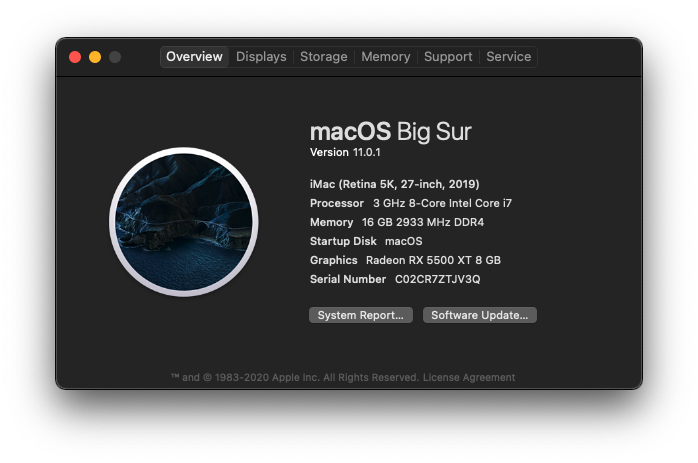 Overview Displays Storage Memory Support Service
macOS Big Sur
Version 11.0.1
iMac (Retina 5K, 27-inch, 2019)
Processor 3 GHz 8-Core Intel Core i7
Memory 16 GB 2933 MHz DDR4
Startup Disk macOS
Graphics Radeon RX 5500 XT 8 GB
Serial Number C02CR7ZTJV3Q
System Report... Software Update...
™ and © 1983-2020 Apple Inc. All Rights Reserved. License Agreement